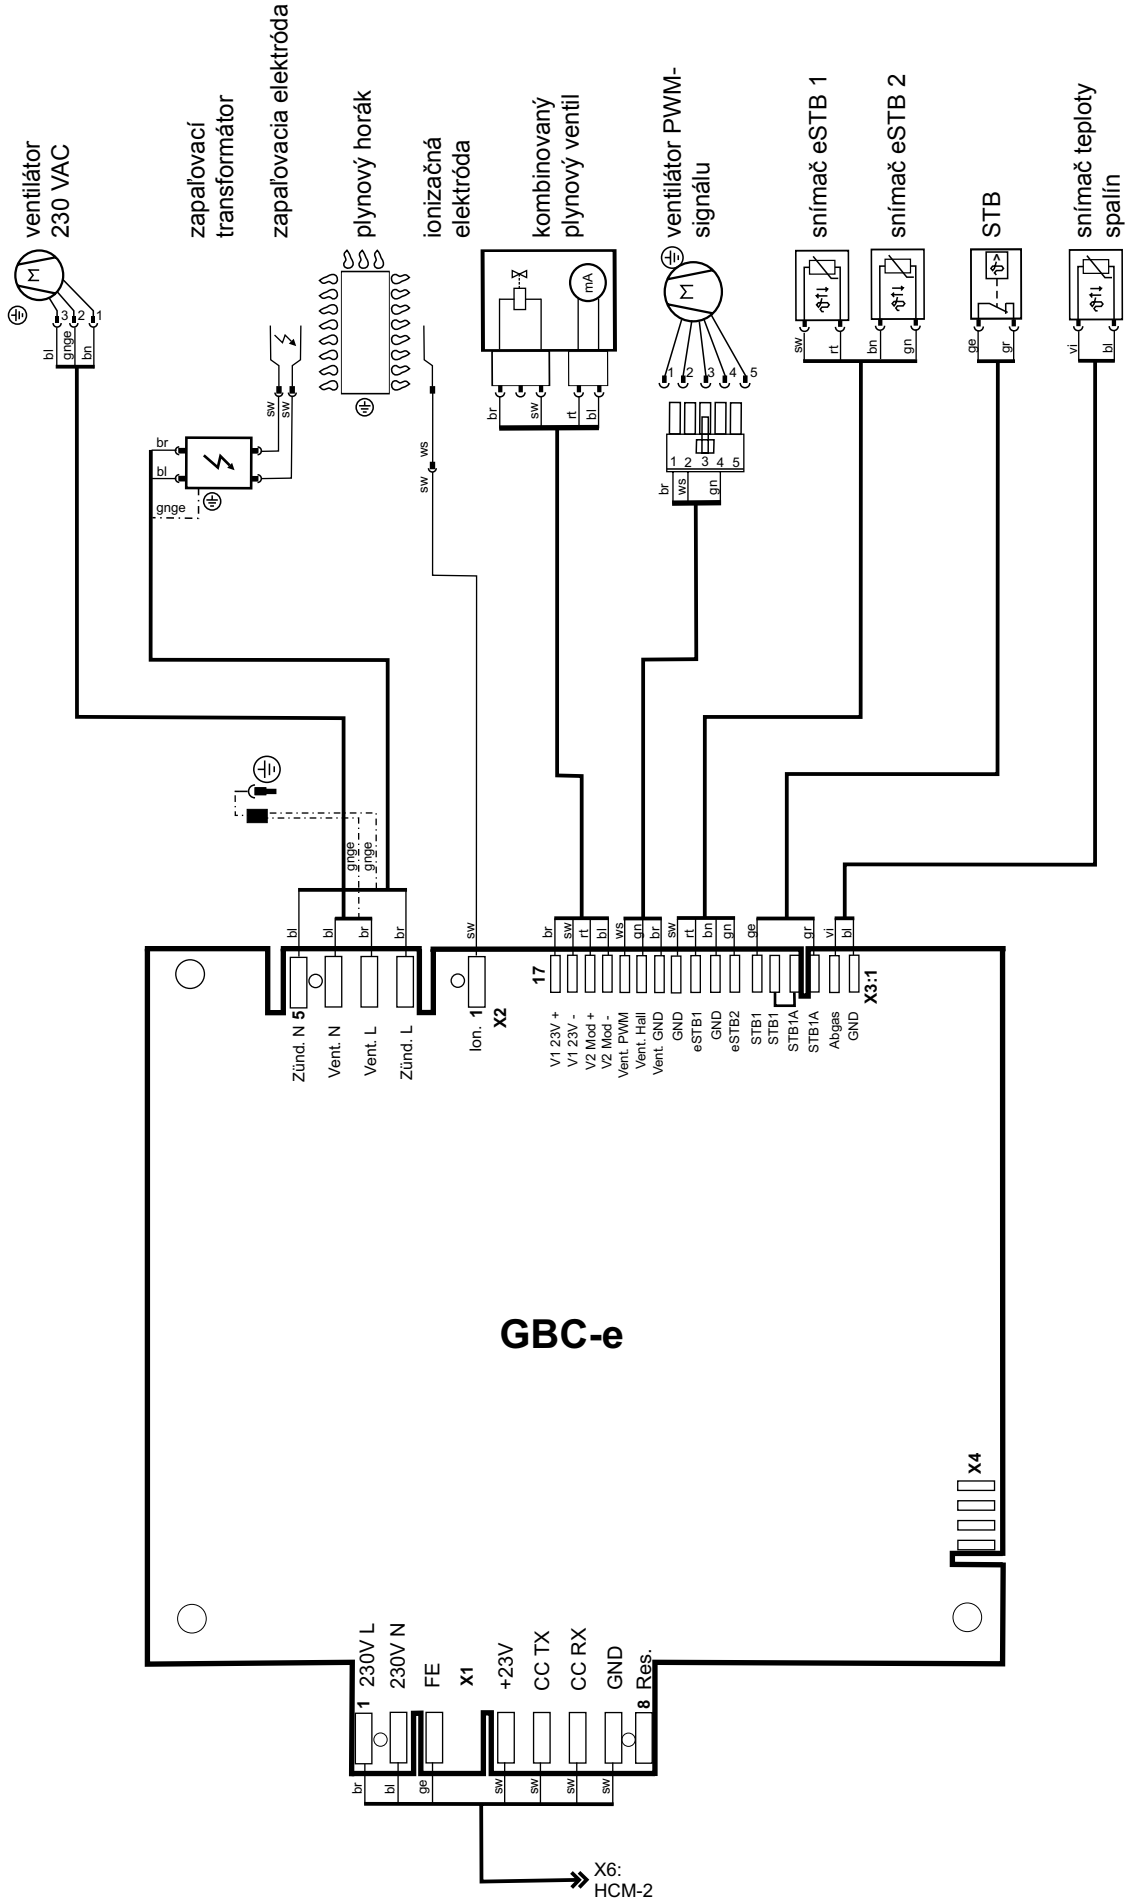 ventilátor
230 VAC
zapaľovací
transformátor
zapaľovacia elektróda
plynový horák
ionizačná
elektróda
kombinovaný
plynový ventil
ventilátor PWM-
signálu
snímač eSTB 1
snímač eSTB 2
STB
snímač teploty
spalín
M
3
2
1
bl
gnge
bn
br
bl
gnge
sw
sw
ws
sw
mA
br
sw
rt
bl
M
1
2
3
4
5
1
2
3
4
5
br
ws
gn
sw
rt
bn
gn
ge
gr
vi
bl
gnge
gnge
bl
bl
br
br
sw
br
sw
rt
bl
ws
gn
br
sw
rt
bn
gn
ge
gr
vi
bl
Zünd. N 5
Vent. N
Vent. L
Zünd. L
Ion. 1
X2
17
V1 23V +
V1 23V -
V2 Mod +
V2 Mod -
Vent. PWM
Vent. Hall
Vent. GND
GND
eSTB1
GND
eSTB2
STB1
STB1
STB1A
STB1A
Abgas
GND
X3:1
GBC-e
X4
1 230V L
230V N
FE
X1
+23V
CC TX
CC RX
GND
8 Res.
br
bl
ge
sw
sw
sw
sw
X6:
HCM-2